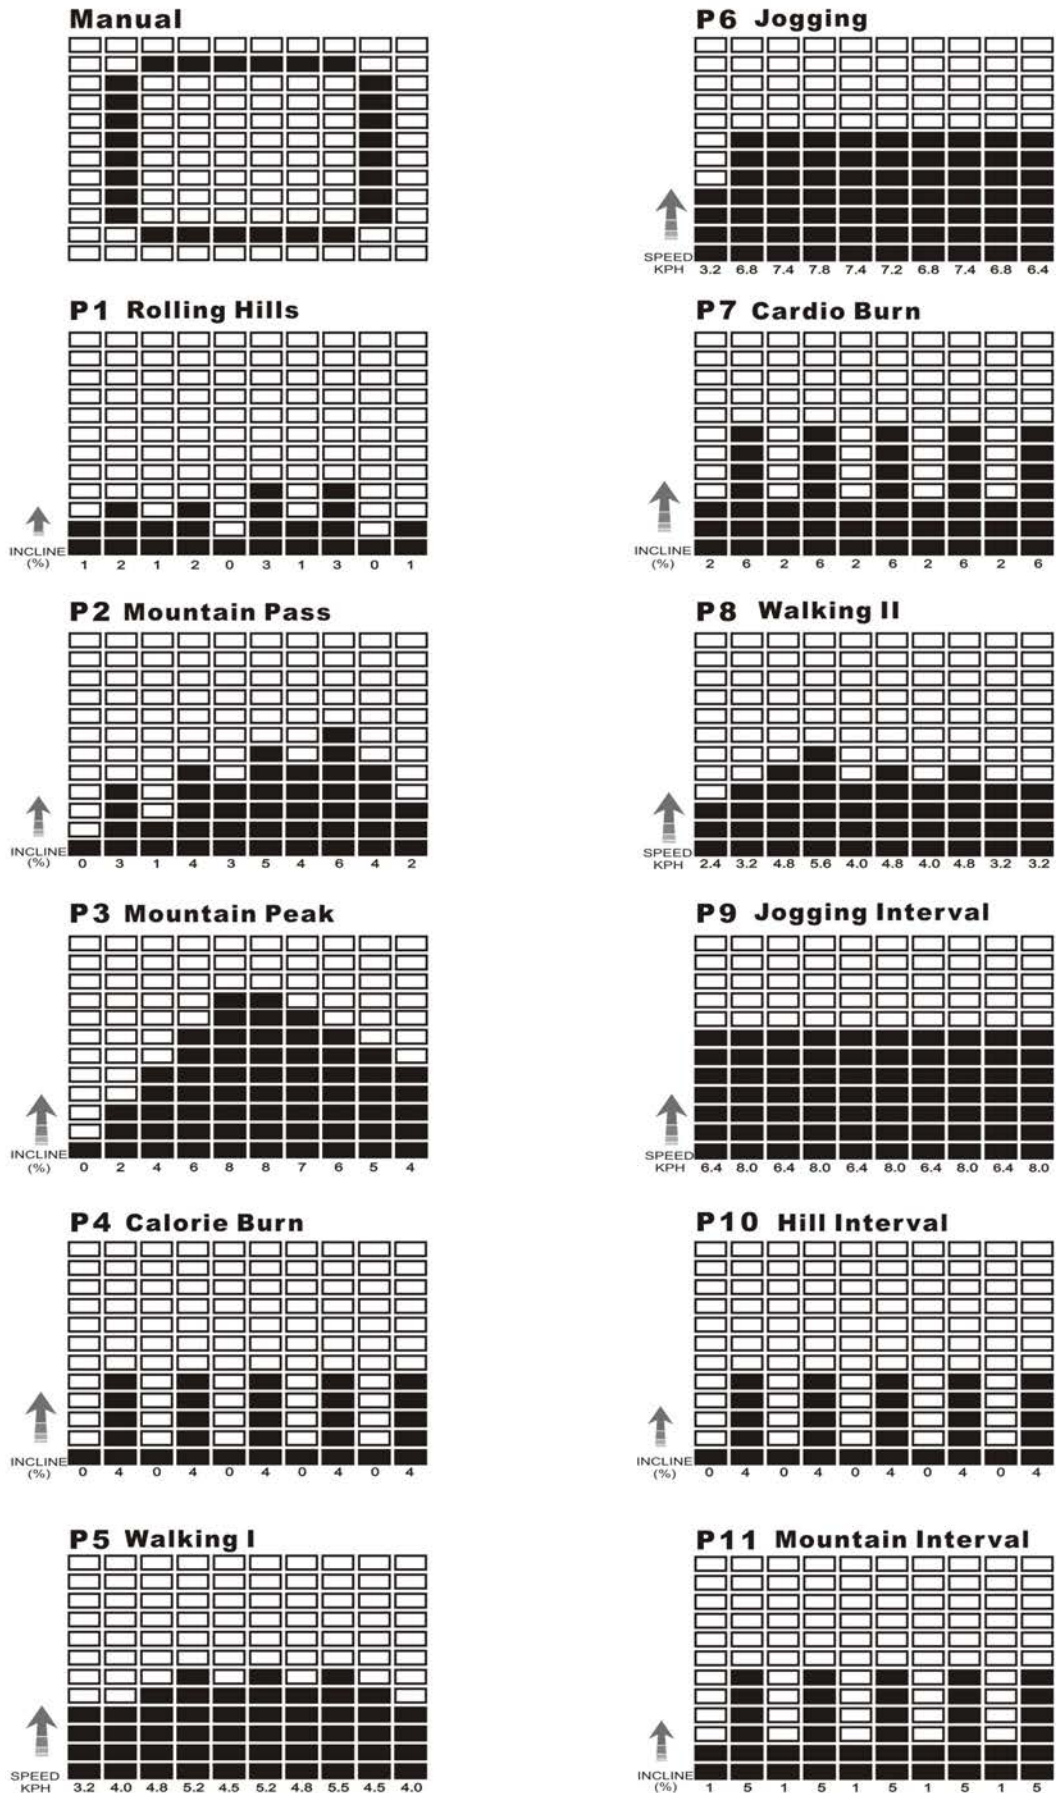 Manual
P1 Rolling Hills
INCLINE
(%)
1 2 1 2 0 3 1 3 0 1
P2 Mountain Pass
INCLINE
(%)
0 3 1 4 3 5 4 6 4 2
P3 Mountain Peak
INCLINE
(%)
0 2 4 6 8 8 7 6 5 4
P4 Calorie Burn
INCLINE
(%)
0 4 0 4 0 4 0 4 0 4
P5 Walking I
SPEED
KPH 3.2 4.0 4.8 5.2 4.5 5.2 4.8 5.5 4.5 4.0
P6 Jogging
SPEED
KPH 3.2 6.8 7.4 7.8 7.4 7.2 6.8 7.4 6.8 6.4
P7 Cardio Burn
INCLINE
(%) 2 6 2 6 2 6 2 6 2 6
P8 Walking II
SPEED
KPH 2.4 3.2 4.8 5.6 4.0 4.8 4.0 4.8 3.2 3.2
P9 Jogging Interval
SPEED
KPH 6.4 8.0 6.4 8.0 6.4 8.0 6.4 8.0 6.4 8.0
P10 Hill Interval
INCLINE
(%) 0 4 0 4 0 4 0 4 0 4
P11 Mountain Interval
INCLINE
(%) 1 5 1 5 1 5 1 5 1 5